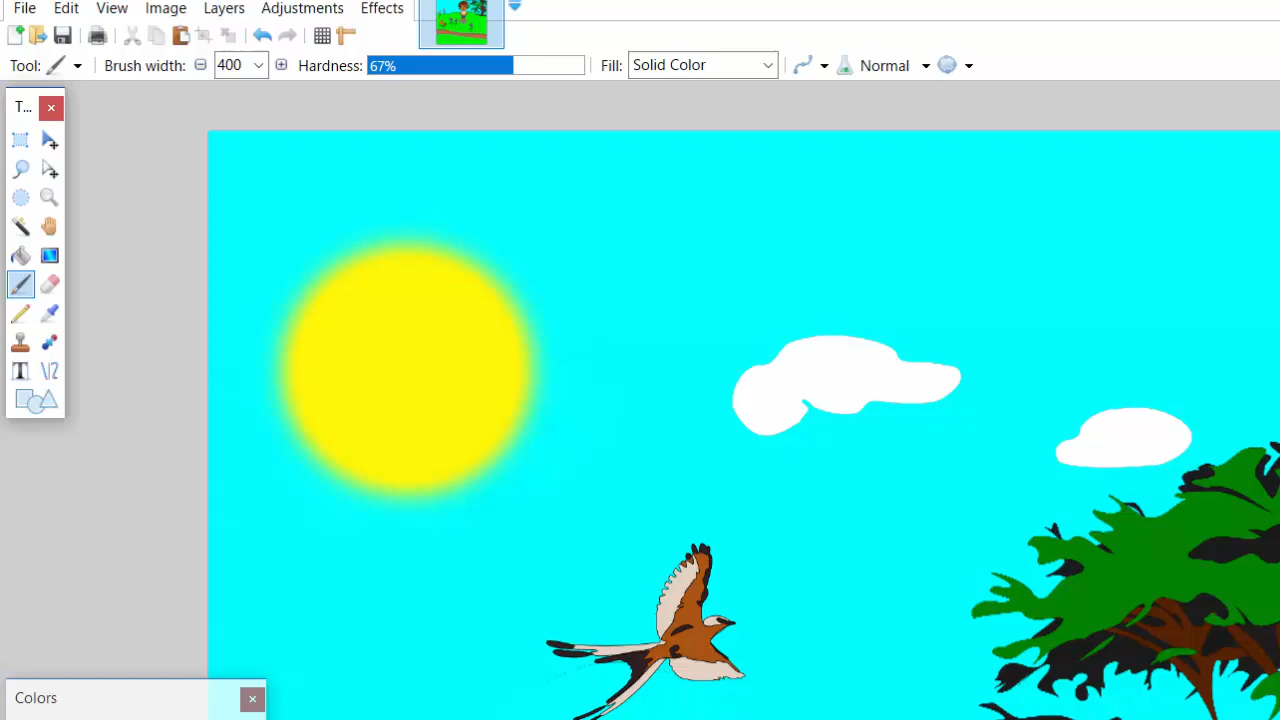 File Edit View Image Layers Adjustments Effects
Tool: Brush width: 400 Hardness: 67% Fill: Solid Color Normal
T...
Colors